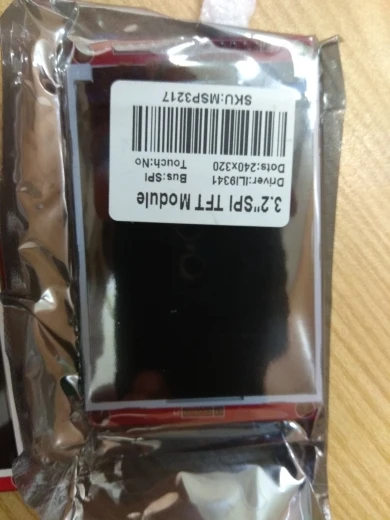 3.2"SPI TFT Module
Driver:ILI9341 Bus:SPI
Dots:240x320 Touch:No
SKU:MSP3217